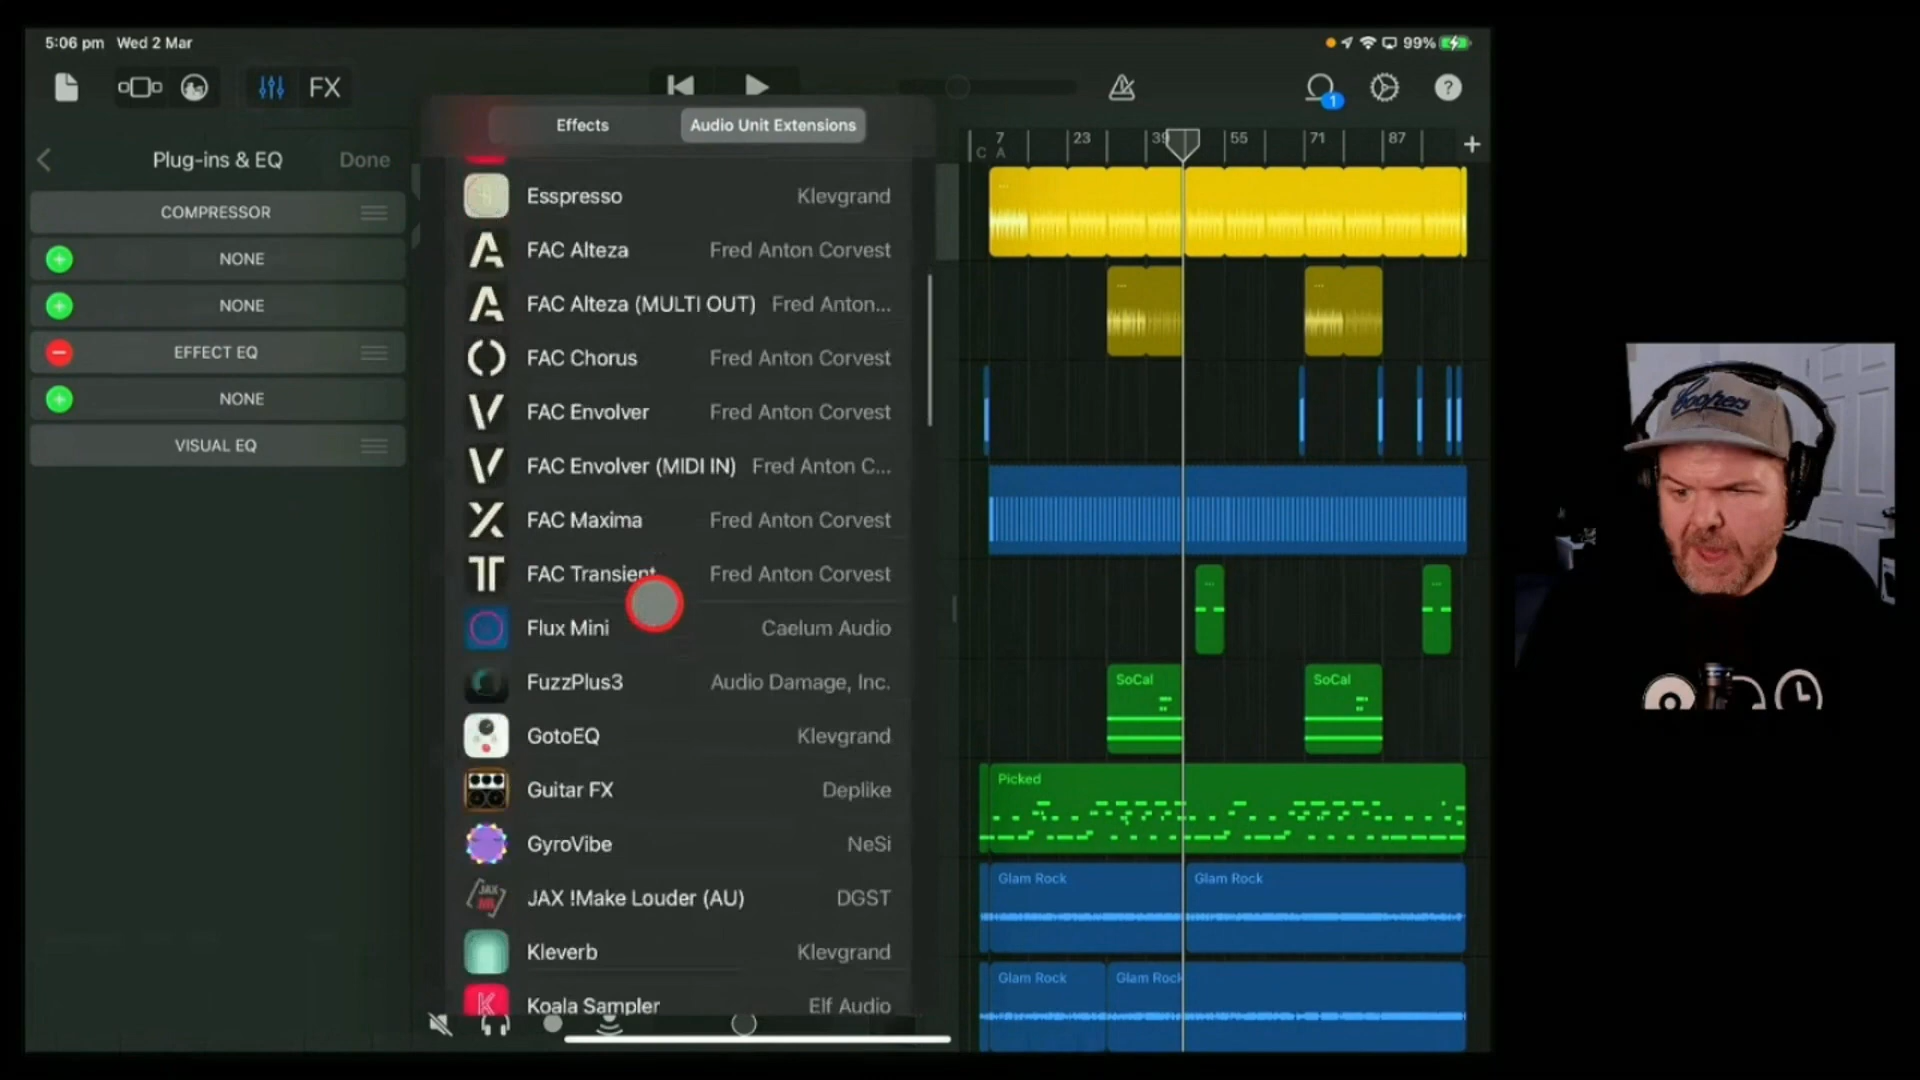 5:06 pm Wed 2 Mar
99%
FX
1
?
Effects
Audio Unit Extensions
Plug-ins & EQ
Done
COMPRESSOR
NONE
NONE
EFFECT EQ
NONE
VISUAL EQ
Esspresso Klevgrand
FAC Alteza Fred Anton Corvest
FAC Alteza (MULTI OUT) Fred Anton...
FAC Chorus Fred Anton Corvest
FAC Envolver Fred Anton Corvest
FAC Envolver (MIDI IN) Fred Anton C...
FAC Maxima Fred Anton Corvest
FAC Transient Fred Anton Corvest
Flux Mini Caelum Audio
FuzzPlus3 Audio Damage, Inc.
GotoEQ Klevgrand
Guitar FX Deplike
GyroVibe NeSi
JAX !Make Louder (AU) DGST
Kleverb Klevgrand
Koala Sampler Elf Audio
7 23 39 55 71 87
C A
SoCal
SoCal
Picked
Glam Rock
Glam Rock
Glam Rock
Glam Rock
Coopers